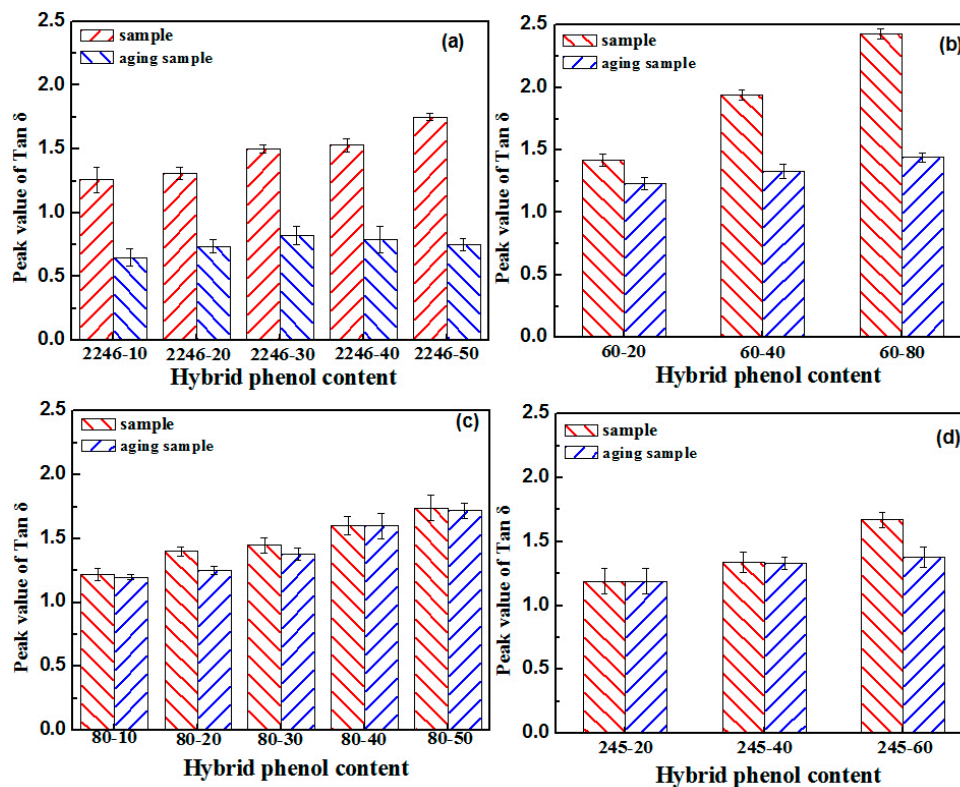 2.5
2.0
1.5
1.0
0.5
0.0
Peak value of Tan δ
sample
aging sample
(a)
2246-10 2246-20 2246-30 2246-40 2246-50
Hybrid phenol content
2.5
2.0
1.5
1.0
0.5
0.0
Peak value of Tan δ
sample
aging sample
(b)
60-20 60-40 60-80
Hybrid phenol content
2.5
2.0
1.5
1.0
0.5
0.0
Peak value of Tan δ
sample
aging sample
(c)
80-10 80-20 80-30 80-40 80-50
Hybrid phenol content
2.5
2.0
1.5
1.0
0.5
0.0
Peak value of Tan δ
sample
aging sample
(d)
245-20 245-40 245-60
Hybrid phenol content